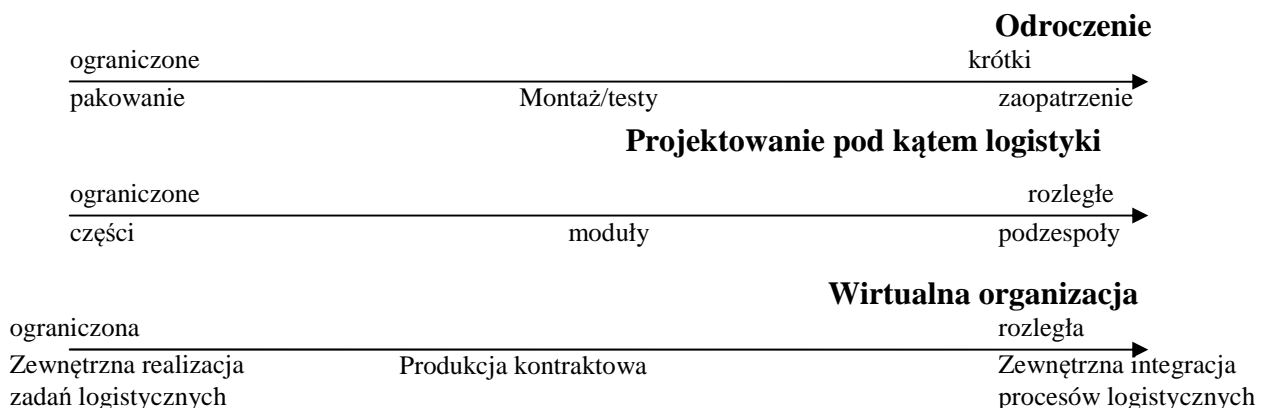 Odroczenie
ograniczone krótki
pakowanie Montaż/testy zaopatrzenie
Projektowanie pod kątem logistyki
ograniczone rozległe
części moduły podzespoły
Wirtualna organizacja
ograniczona rozległa
Zewnętrzna realizacja Produkcja kontraktowa Zewnętrzna integracja
zadań logistycznych procesów logistycznych